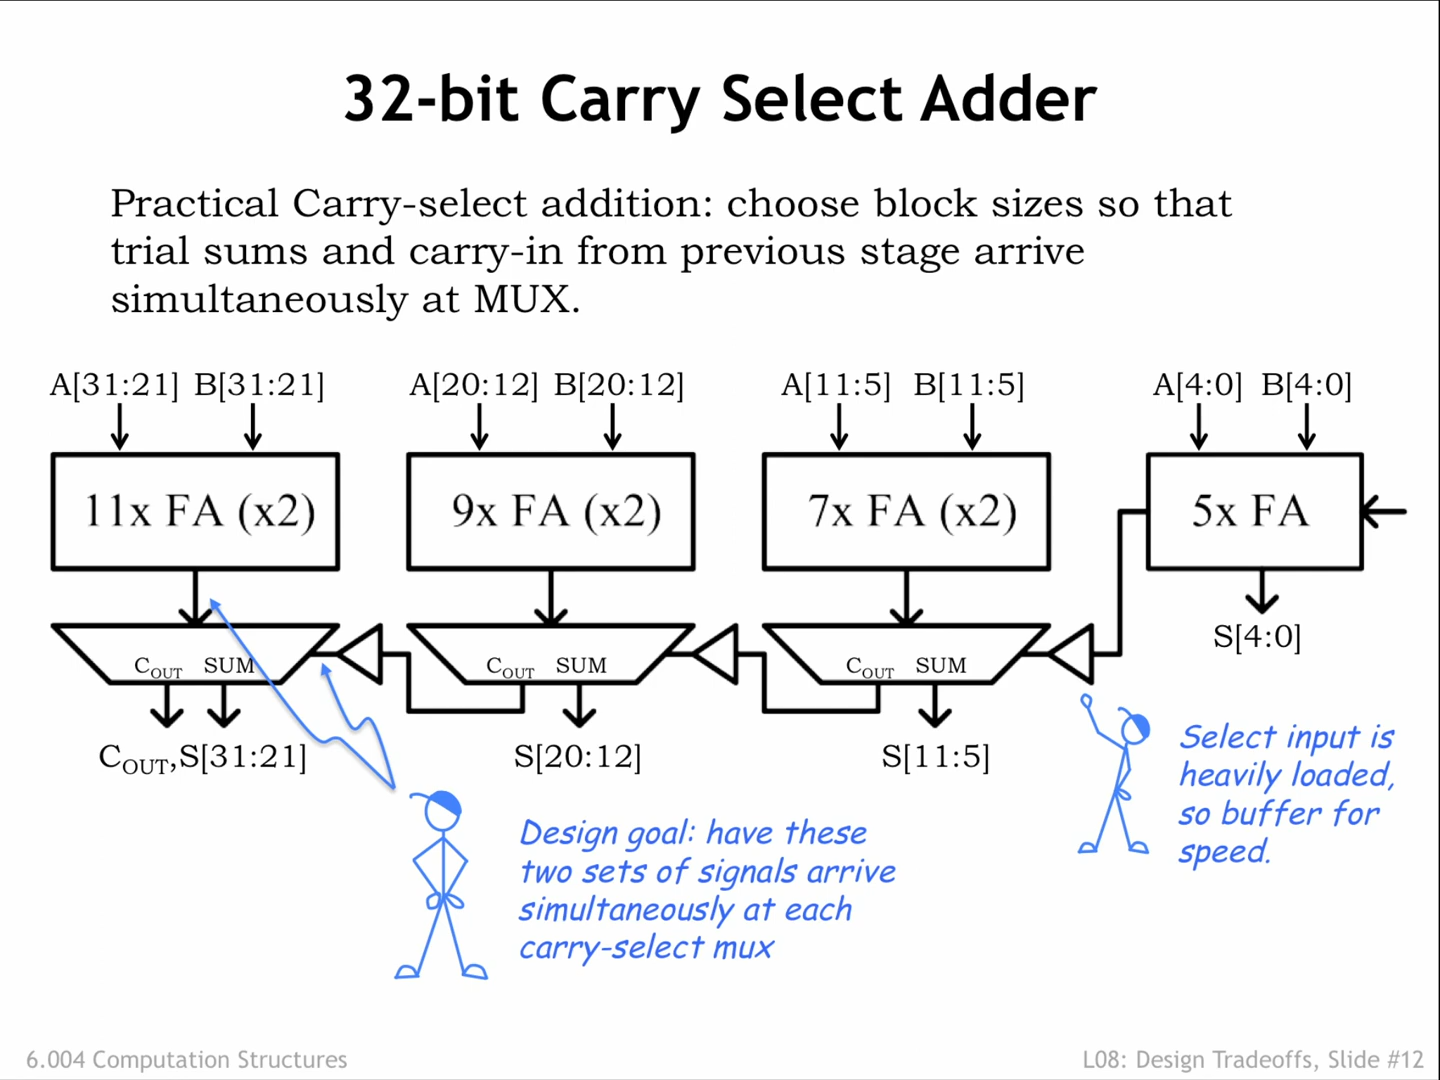 32-bit Carry Select Adder
Practical Carry-select addition: choose block sizes so that
trial sums and carry-in from previous stage arrive
simultaneously at MUX.
A[31:21] B[31:21] A[20:12] B[20:12] A[11:5] B[11:5] A[4:0] B[4:0]
11x FA (x2) 9x FA (x2) 7x FA (x2) 5x FA
S[4:0]
COUT SUM COUT SUM COUT SUM
COUT,S[31:21] S[20:12] S[11:5]
Select input is
heavily loaded,
so buffer for
speed.
Design goal: have these
two sets of signals arrive
simultaneously at each
carry-select mux
6.004 Computation Structures
L08: Design Tradeoffs, Slide #12